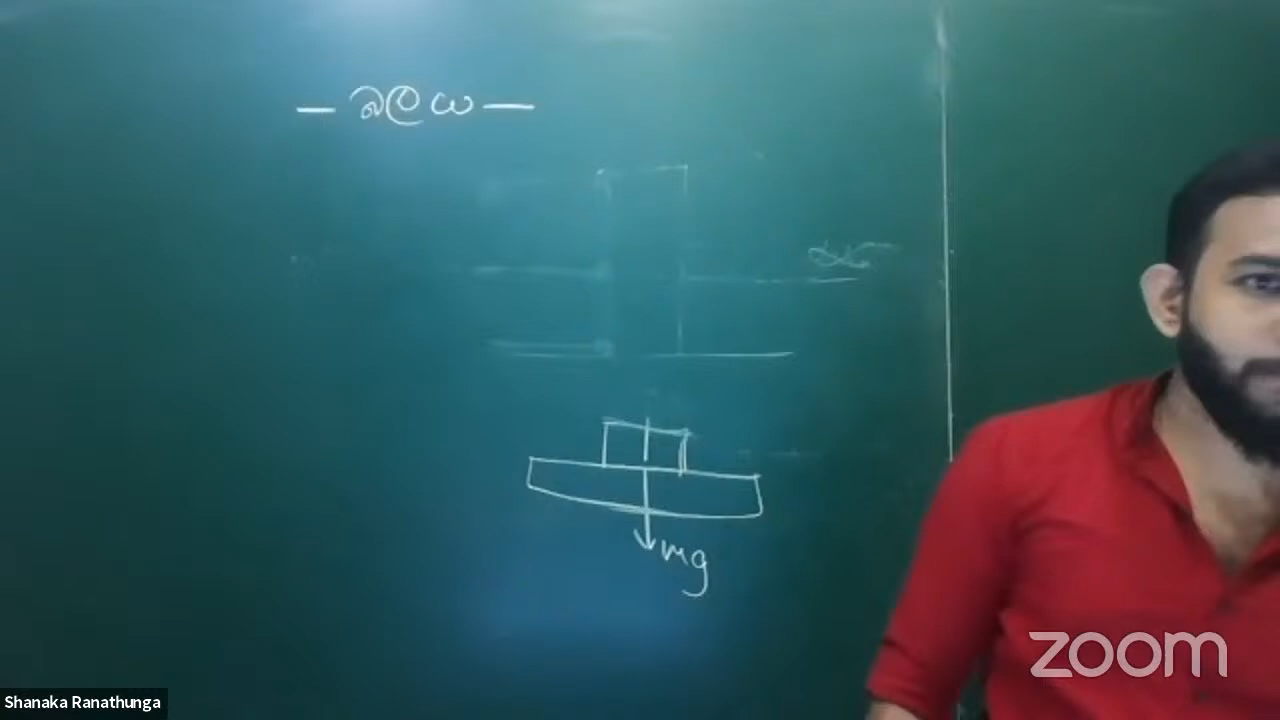 – බලය –
mg
zoom
Shanaka Ranathunga